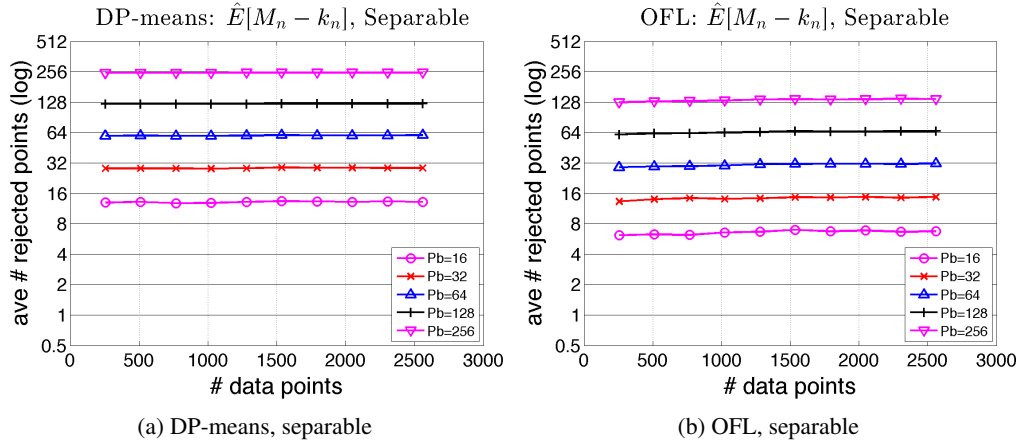 DP-means: Ê[Mₙ − kₙ], Separable
ave # rejected points (log)
512
256
128
64
32
16
8
4
2
1
0.5
0
500
1000
1500
2000
2500
3000
# data points
Pb=16
Pb=32
Pb=64
Pb=128
Pb=256
(a) DP-means, separable
OFL: Ê[Mₙ − kₙ], Separable
ave # rejected points (log)
512
256
128
64
32
16
8
4
2
1
0.5
0
500
1000
1500
2000
2500
3000
# data points
Pb=16
Pb=32
Pb=64
Pb=128
Pb=256
(b) OFL, separable